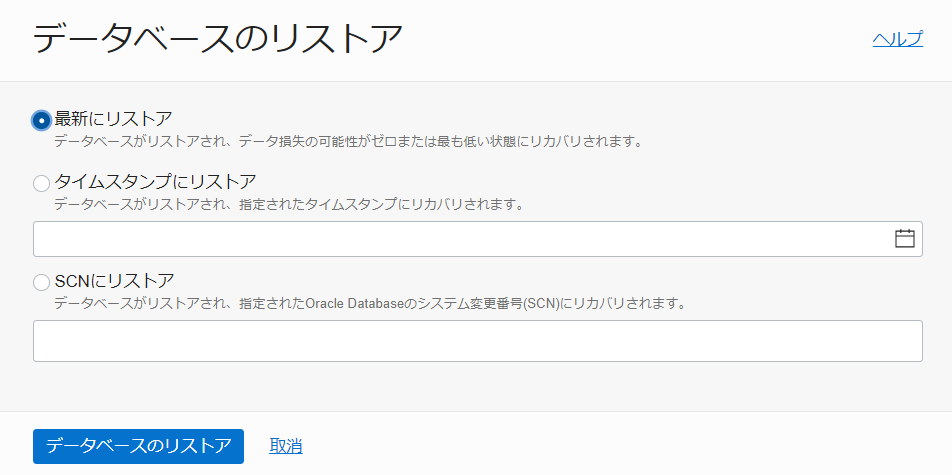 データベースのリストア
ヘルプ
最新にリストア
データベースがリストアされ、データ損失の可能性がゼロまたは最も低い状態にリカバリされます。
タイムスタンプにリストア
データベースがリストアされ、指定されたタイムスタンプにリカバリされます。
SCNにリストア
データベースがリストアされ、指定されたOracle Databaseのシステム変更番号(SCN)にリカバリされます。
データベースのリストア
取消